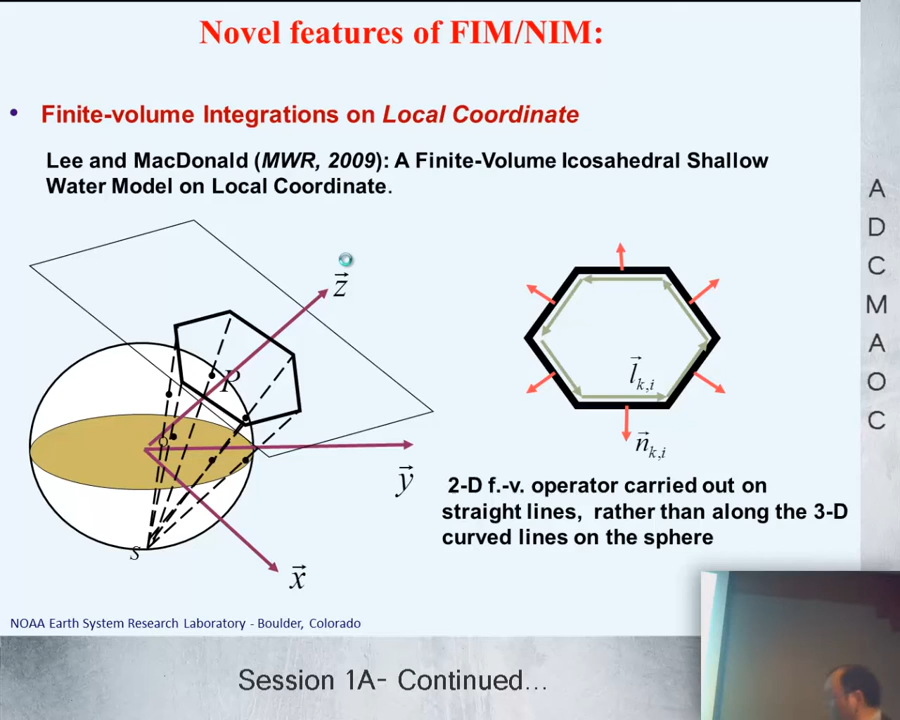 Novel features of FIM/NIM:
• Finite-volume Integrations on Local Coordinate
Lee and MacDonald (MWR, 2009): A Finite-Volume Icosahedral Shallow
Water Model on Local Coordinate.
z
P
o
y
s
x
l k,i
n k,i
2-D f.-v. operator carried out on
straight lines, rather than along the 3-D
curved lines on the sphere
NOAA Earth System Research Laboratory - Boulder, Colorado
Session 1A- Continued...
A
D
C
M
A
O
C